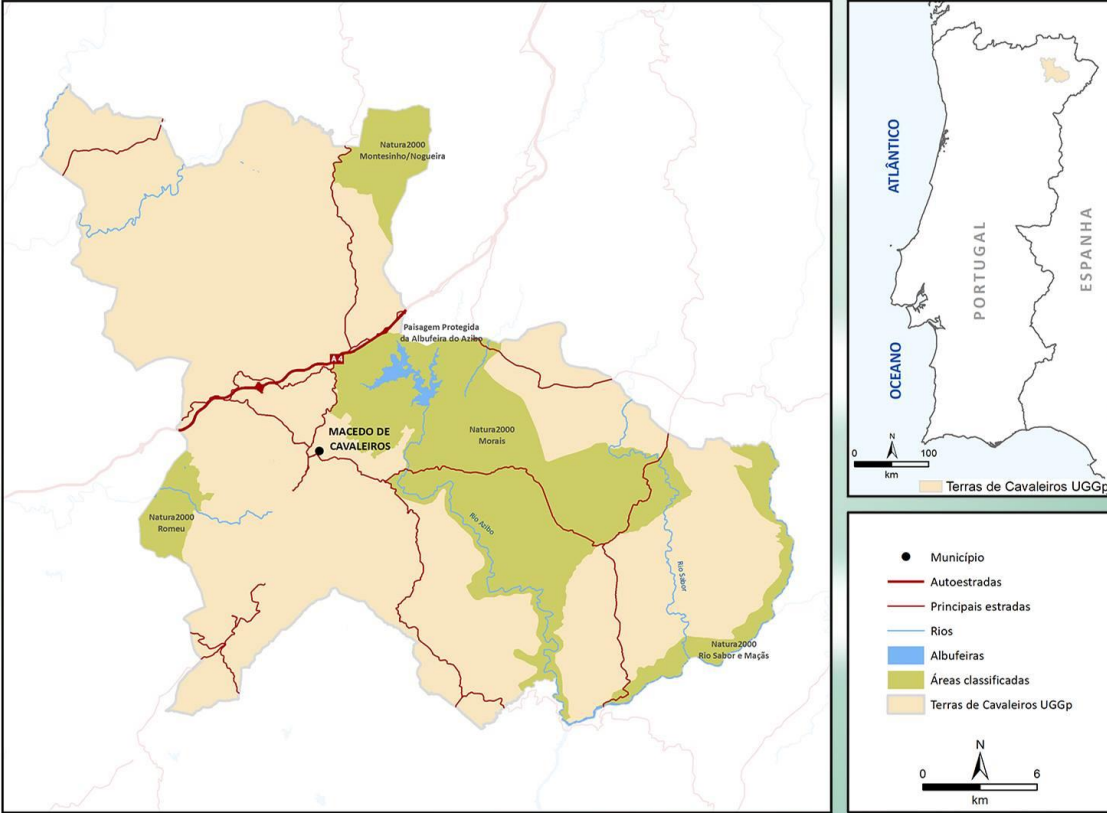 Natura2000
Montesinho/Nogueira
Paisagem Protegida
da Albufeira do Azibo
A 4
MACEDO DE
CAVALEIROS
Natura2000
Morais
Natura2000
Romeu
Rio Azibo
Rio Sabor
Natura2000
Rio Sabor e Maçãs
ATLÂNTICO
OCEANO
PORTUGAL
ESPANHA
N
0 100
km
Terras de Cavaleiros UGGp
Município
Autoestradas
Principais estradas
Rios
Albufeiras
Áreas classificadas
Terras de Cavaleiros UGGp
N
0 6
km